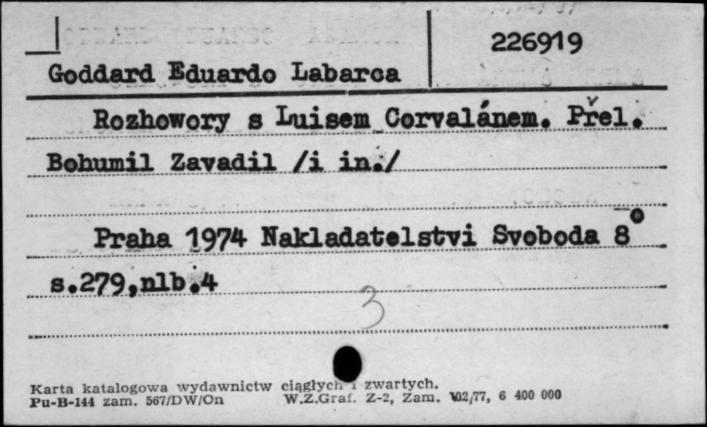 226919
Goddard Eduardo Labarca
Rozhowory s Luisem Corvalánem. Přel.
Bohumil Zavadil /i in./
Praha 1974 Nakladatelstvi Svoboda 8°
s.279,nlb.4
3
Karta katalogowa wydawnictw ciągłych i zwartych.
Pu-B-144 zam. 567/DW/On W.Z.Graf. Z-2, Zam. 102/77, 6 400 000